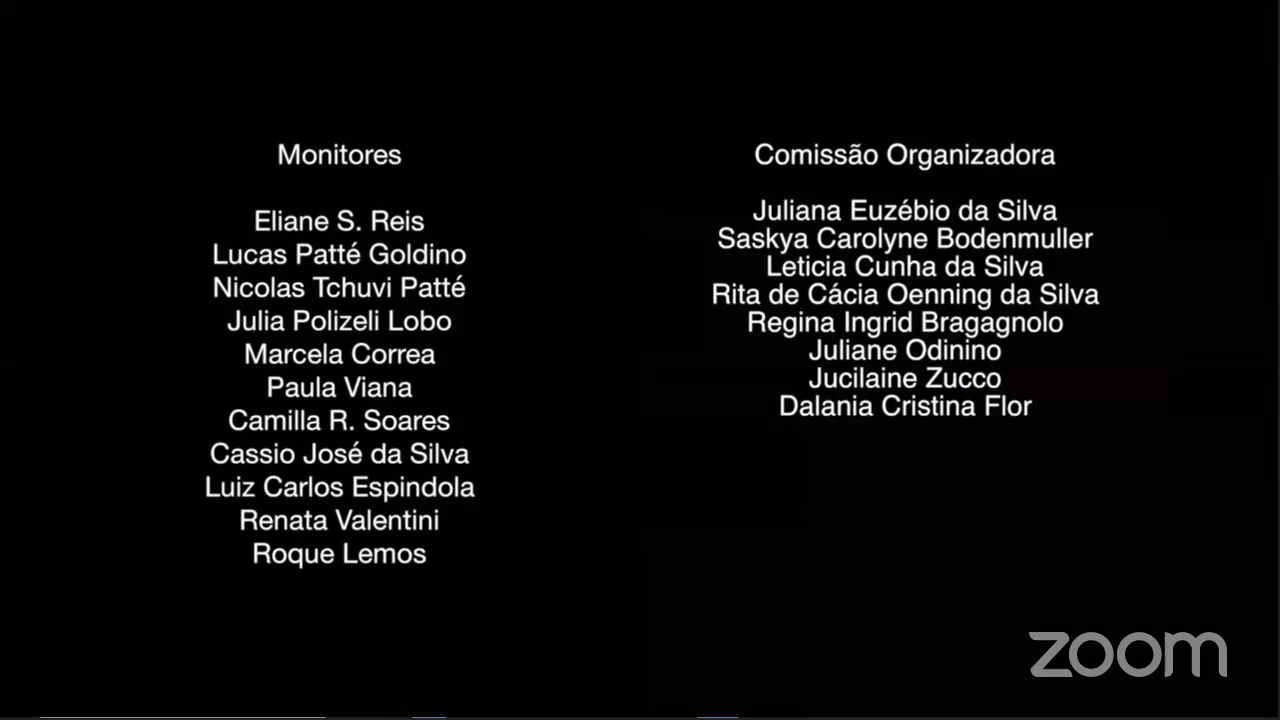 Monitores
Eliane S. Reis
Lucas Patté Goldino
Nicolas Tchuvi Patté
Julia Polizeli Lobo
Marcela Correa
Paula Viana
Camilla R. Soares
Cassio José da Silva
Luiz Carlos Espindola
Renata Valentini
Roque Lemos
Comissão Organizadora
Juliana Euzébio da Silva
Saskya Carolyne Bodenmuller
Leticia Cunha da Silva
Rita de Cácia Oenning da Silva
Regina Ingrid Bragagnolo
Juliane Odinino
Jucilaine Zucco
Dalania Cristina Flor
zoom